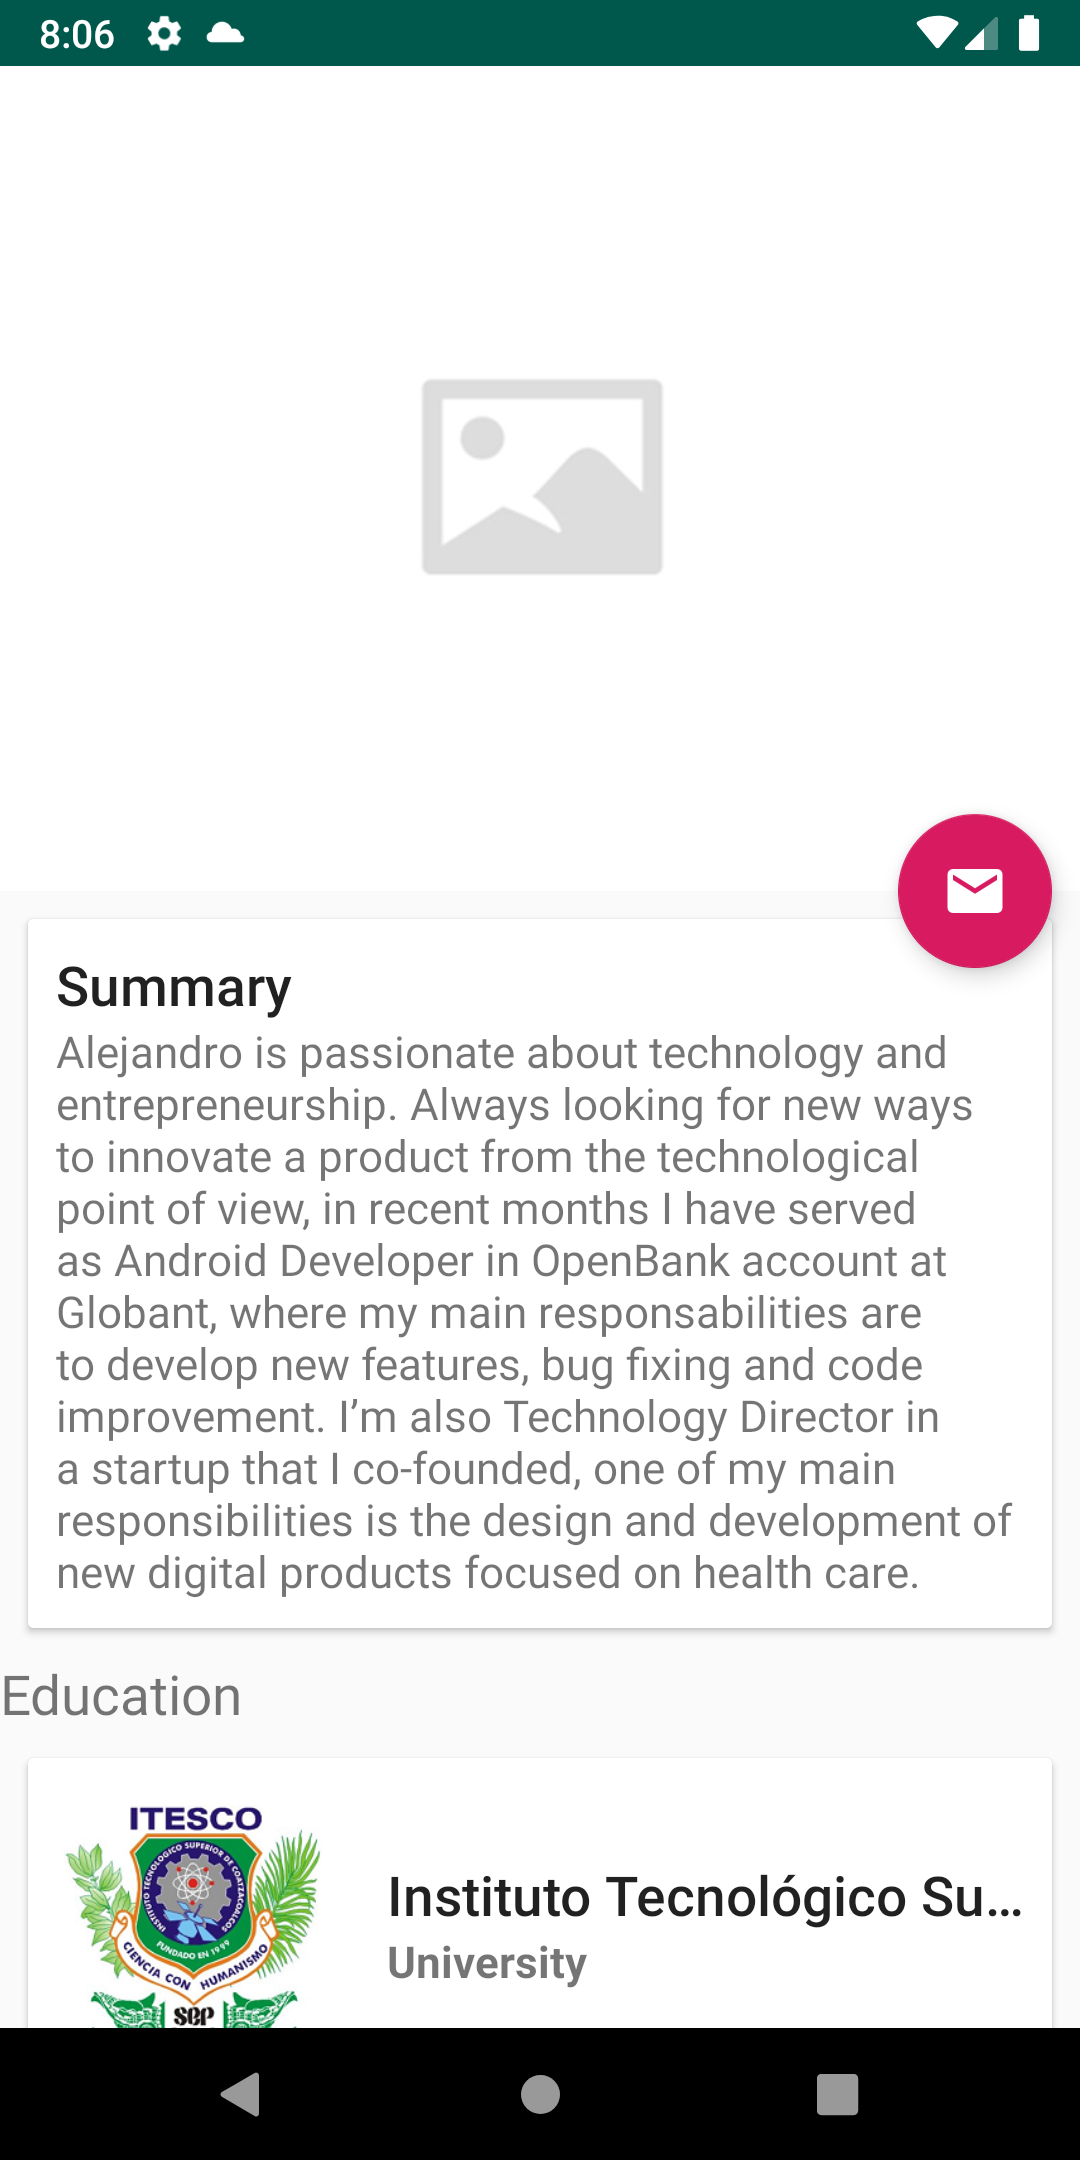 8:06
Summary
Alejandro is passionate about technology and
entrepreneurship. Always looking for new ways
to innovate a product from the technological
point of view, in recent months I have served
as Android Developer in OpenBank account at
Globant, where my main responsabilities are
to develop new features, bug fixing and code
improvement. I’m also Technology Director in
a startup that I co-founded, one of my main
responsibilities is the design and development of
new digital products focused on health care.
Education
ITESCO
INSTITUTO TECNOLOGICO SUPERIOR DE COATZACOALCOS
FUNDADO EN 1999
CIENCIA CON HUMANISMO
sep
Instituto Tecnológico Su...
University